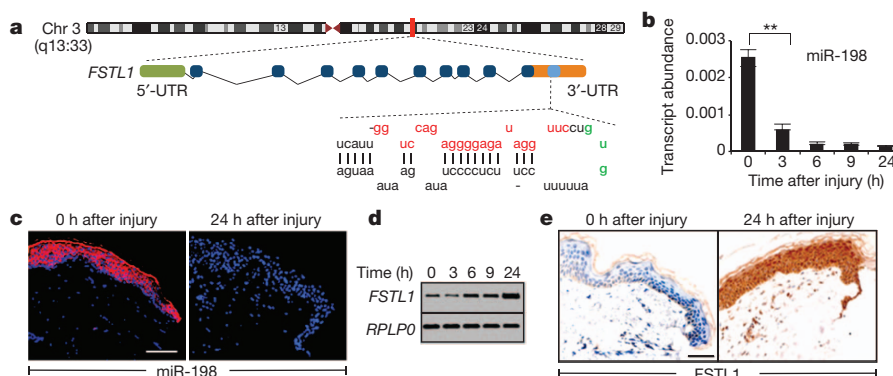 a
Chr 3
(q13:33)
13
23
24
28
29
FSTL1
5′-UTR
3′-UTR
-gg cag u uuccug
ucauu uc aggggaga agg u
aguaa ag uccccucu ucc g
aua aua - uuuuua
b
**
miR-198
Transcript abundance
0.003
0.002
0.001
0
0 3 6 9 24
Time after injury (h)
c
0 h after injury
24 h after injury
miR-198
d
Time (h) 0 3 6 9 24
FSTL1
RPLP0
e
0 h after injury
24 h after injury
FSTL1